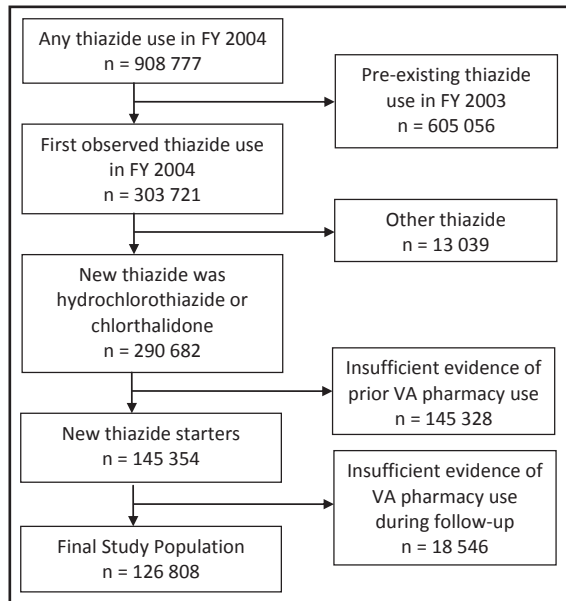 Any thiazide use in FY 2004
n = 908 777
Pre-existing thiazide
use in FY 2003
n = 605 056
First observed thiazide use
in FY 2004
n = 303 721
Other thiazide
n = 13 039
New thiazide was
hydrochlorothiazide or
chlorthalidone
n = 290 682
Insufficient evidence of
prior VA pharmacy use
n = 145 328
New thiazide starters
n = 145 354
Insufficient evidence of
VA pharmacy use
during follow-up
n = 18 546
Final Study Population
n = 126 808